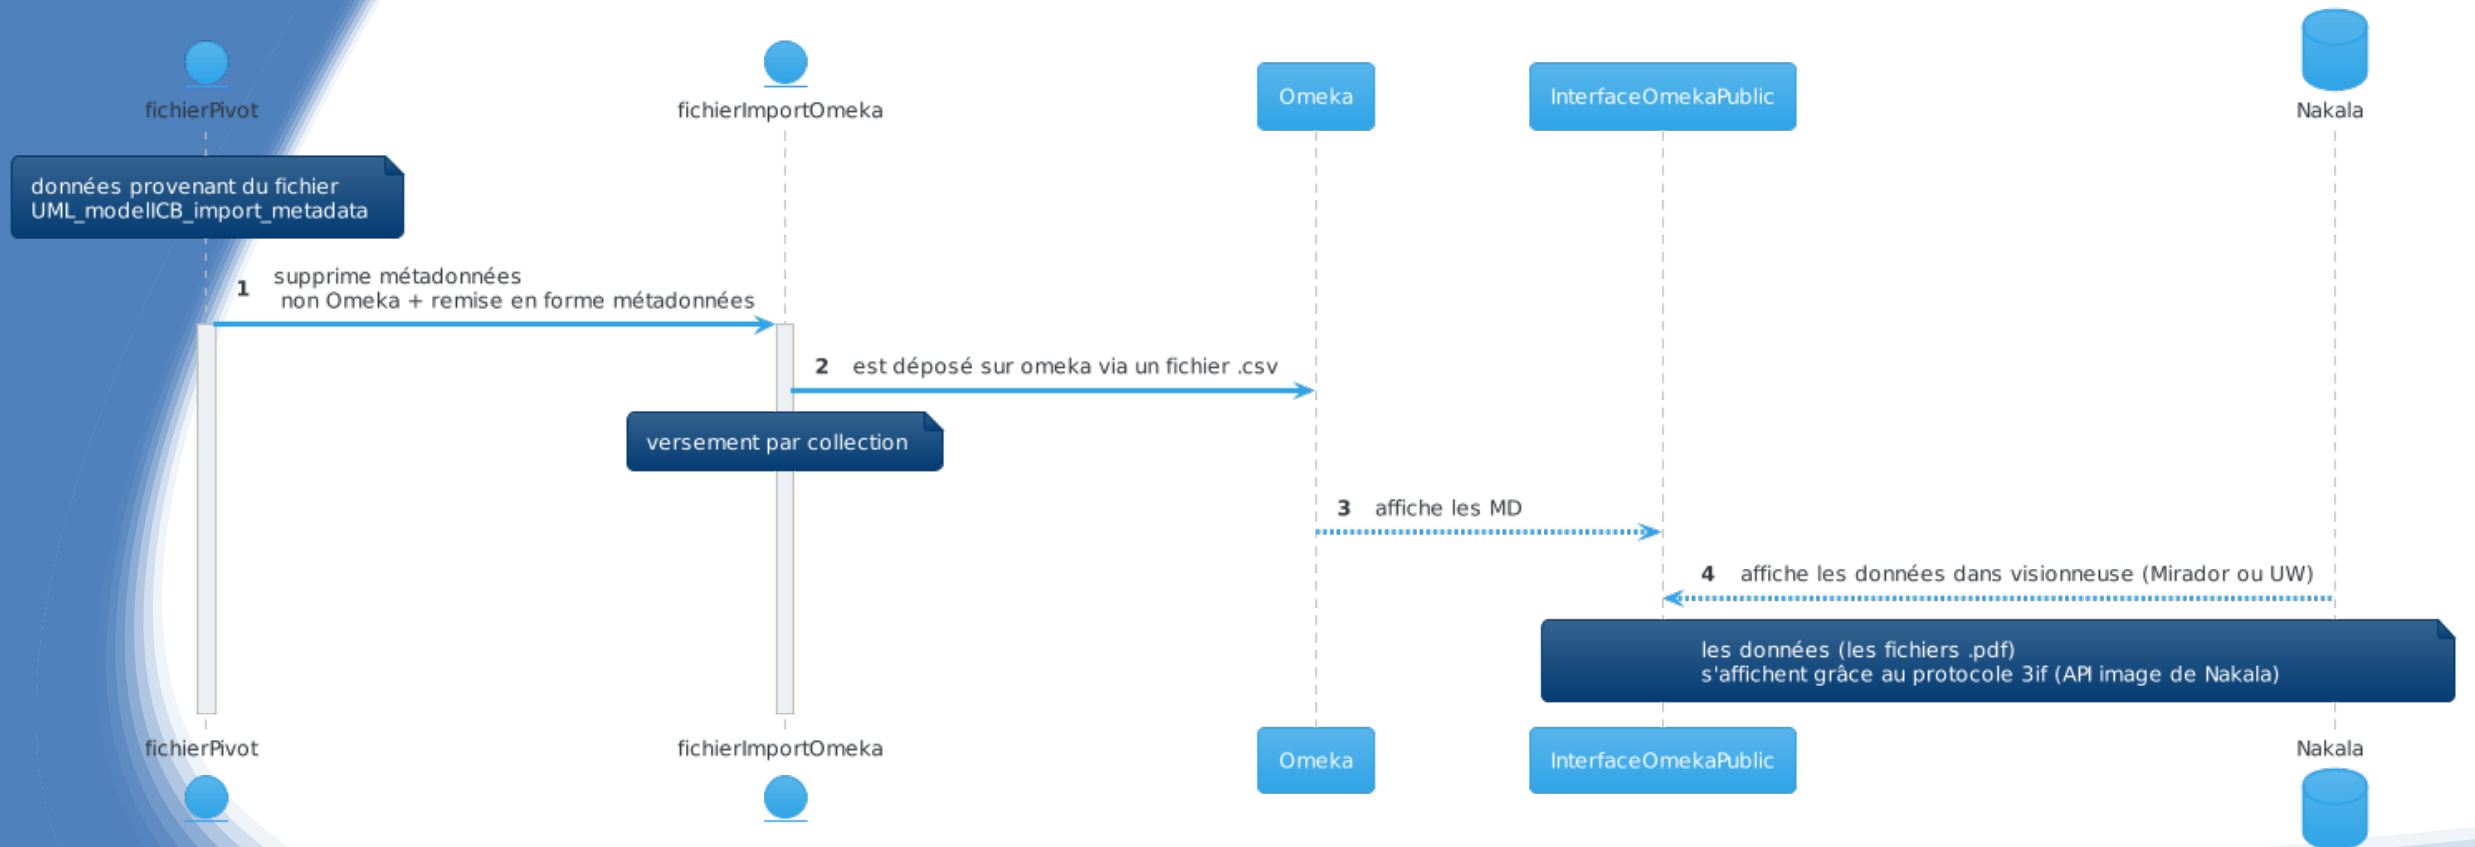 fichierPivot
fichierImportOmeka
Omeka
InterfaceOmekaPublic
Nakala
données provenant du fichier
UML_modelICB_import_metadata
1 supprime métadonnées
non Omeka + remise en forme métadonnées
2 est déposé sur omeka via un fichier .csv
versement par collection
3 affiche les MD
4 affiche les données dans visionneuse (Mirador ou UW)
les données (les fichiers .pdf)
s'affichent grâce au protocole 3if (API image de Nakala)
fichierPivot
fichierImportOmeka
Omeka
InterfaceOmekaPublic
Nakala